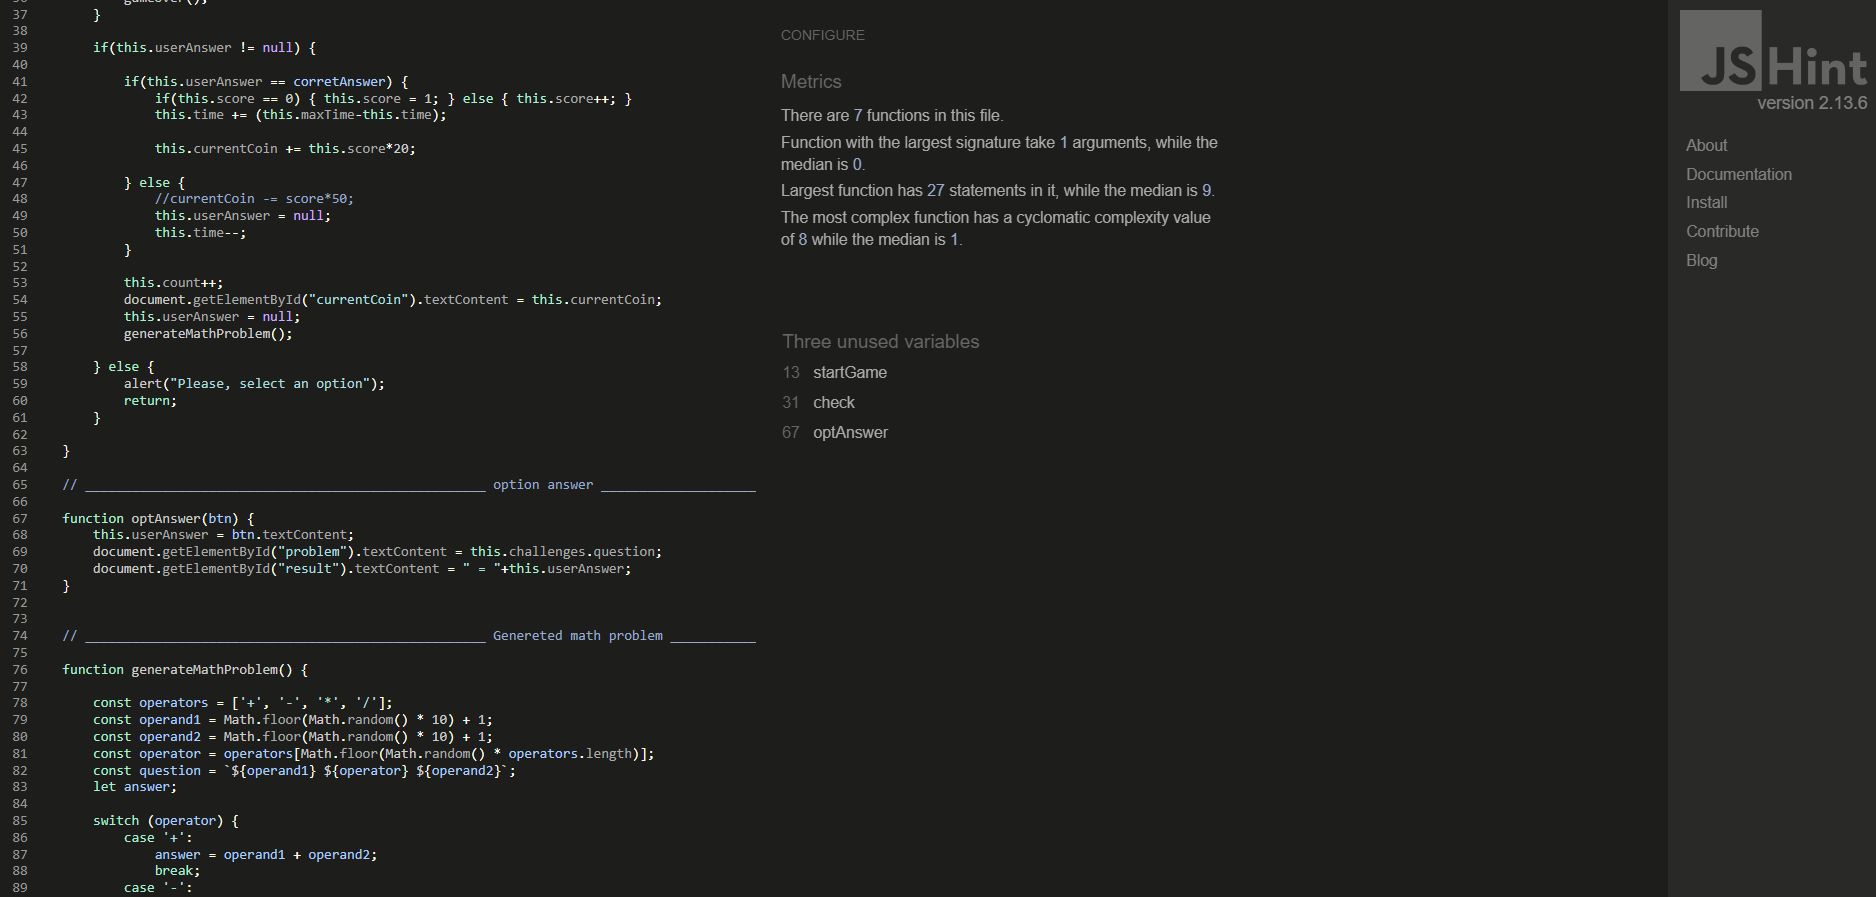 37 }
38
39 if(this.userAnswer != null) {
40
41 if(this.userAnswer == corretAnswer) {
42 if(this.score == 0) { this.score = 1; } else { this.score++; }
43 this.time += (this.maxTime-this.time);
44
45 this.currentCoin += this.score*20;
46
47 } else {
48 //currentCoin -= score*50;
49 this.userAnswer = null;
50 this.time--;
51 }
52
53 this.count++;
54 document.getElementById("currentCoin").textContent = this.currentCoin;
55 this.userAnswer = null;
56 generateMathProblem();
57
58 } else {
59 alert("Please, select an option");
60 return;
61 }
62
63 }
64
65 // ____________________________________________________ option answer ____________________
66
67 function optAnswer(btn) {
68 this.userAnswer = btn.textContent;
69 document.getElementById("problem").textContent = this.challenges.question;
70 document.getElementById("result").textContent = " = "+this.userAnswer;
71 }
72
73
74 // ____________________________________________________ Genereted math problem ___________
75
76 function generateMathProblem() {
77
78 const operators = ['+', '-', '*', '/'];
79 const operand1 = Math.floor(Math.random() * 10) + 1;
80 const operand2 = Math.floor(Math.random() * 10) + 1;
81 const operator = operators[Math.floor(Math.random() * operators.length)];
82 const question = `${operand1} ${operator} ${operand2}`;
83 let answer;
84
85 switch (operator) {
86 case '+':
87 answer = operand1 + operand2;
88 break;
89 case '-':
CONFIGURE
Metrics
There are 7 functions in this file.
Function with the largest signature take 1 arguments, while the
median is 0.
Largest function has 27 statements in it, while the median is 9.
The most complex function has a cyclomatic complexity value
of 8 while the median is 1.
Three unused variables
13 startGame
31 check
67 optAnswer
JSHint
version 2.13.6
About
Documentation
Install
Contribute
Blog